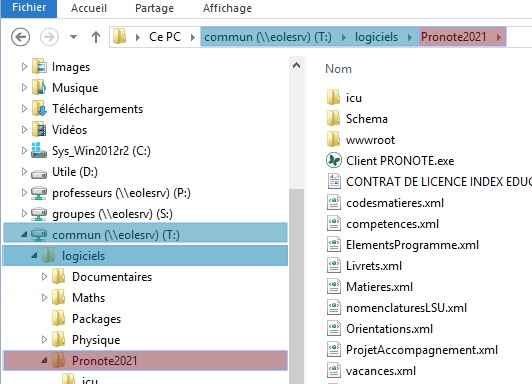 Fichier Accueil Partage Affichage
Ce PC commun (\\eolesrv) (T:) logiciels Pronote2021
Images
Musique
Téléchargements
Vidéos
Sys_Win2012r2 (C:)
Utile (D:)
professeurs (\\eolesrv) (P:)
groupes (\\eolesrv) (S:)
commun (\\eolesrv) (T:)
logiciels
Documentaires
Maths
Packages
Physique
Pronote2021
icu
Nom
icu
Schema
wwwroot
Client PRONOTE.exe
CONTRAT DE LICENCE INDEX EDUC
codesmatieres.xml
competences.xml
ElementsProgramme.xml
Livrets.xml
Matieres.xml
nomenclaturesLSU.xml
Orientations.xml
ProjetAccompagnement.xml
vacances.xml